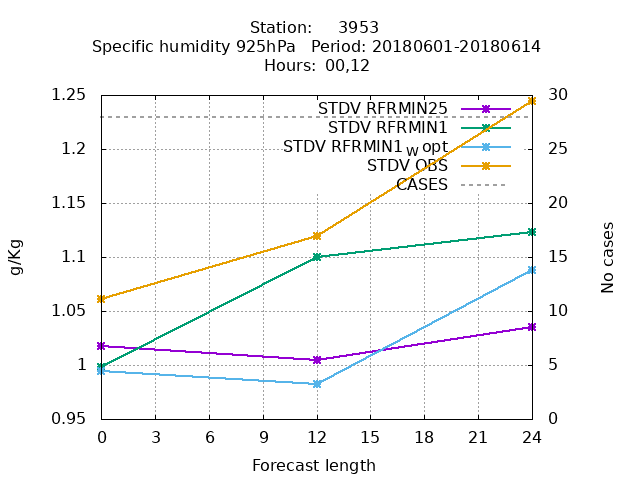 Station: 3953
Specific humidity 925hPa Period: 20180601-20180614
Hours: 00,12
1.25
30
STDV RFRMIN25
STDV RFRMIN1
1.2
STDV RFRMIN1 w opt
25
STDV OBS
CASES
1.15
20
g/Kg
1.1
15
No cases
1.05
10
1
5
0.95
0
0 3 6 9 12 15 18 21 24
Forecast length